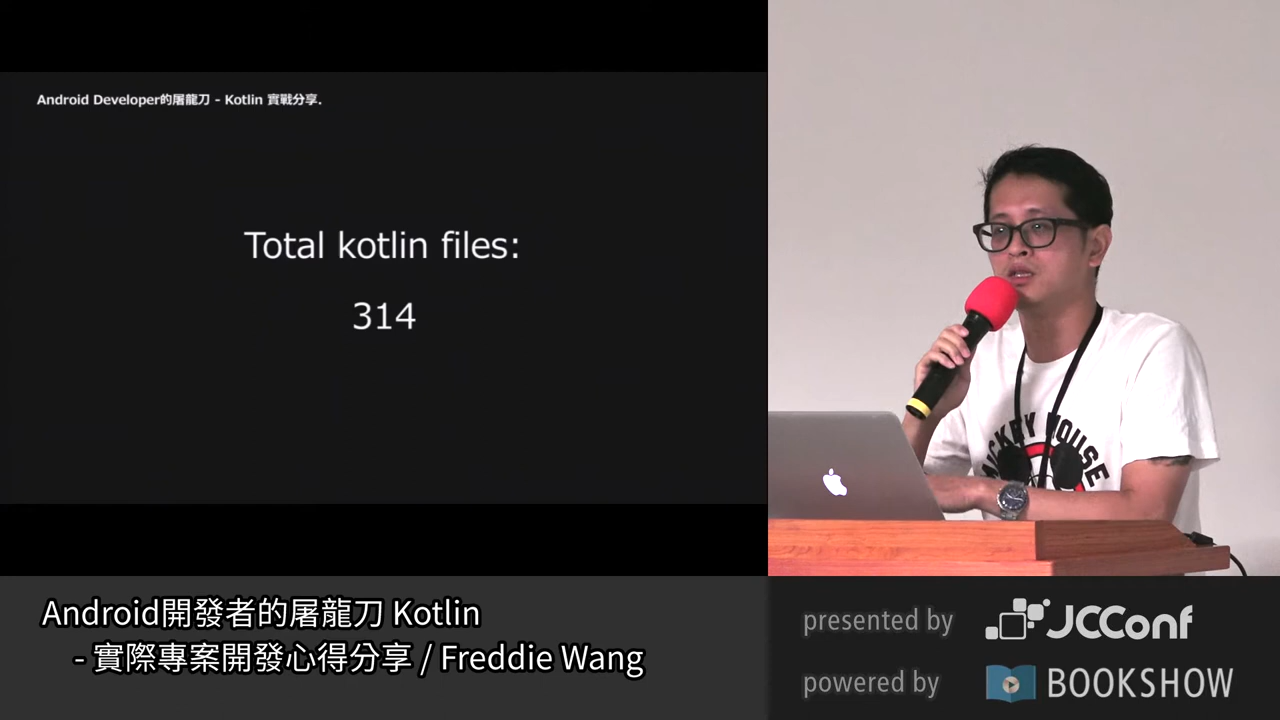 Android Developer的屠龍刀 - Kotlin 實戰分享.
Total kotlin files:
314
MICKEY MOUSE
Android開發者的屠龍刀 Kotlin
- 實際專案開發心得分享 / Freddie Wang
presented by JCConf
powered by BOOKSHOW